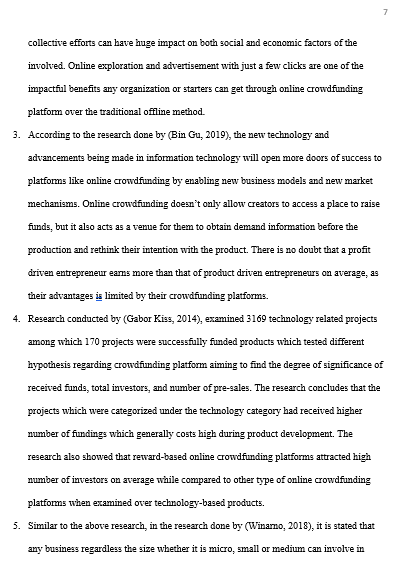 7
collective efforts can have huge impact on both social and economic factors of the
involved. Online exploration and advertisement with just a few clicks are one of the
impactful benefits any organization or starters can get through online crowdfunding
platform over the traditional offline method.
3. According to the research done by (Bin Gu, 2019), the new technology and
advancements being made in information technology will open more doors of success to
platforms like online crowdfunding by enabling new business models and new market
mechanisms. Online crowdfunding doesn't only allow creators to access a place to raise
funds, but it also acts as a venue for them to obtain demand information before the
production and rethink their intention with the product. There is no doubt that a profit
driven entrepreneur earns more than that of product driven entrepreneurs on average, as
their advantages is limited by their crowdfunding platforms.
4. Research conducted by (Gabor Kiss, 2014), examined 3169 technology related projects
among which 170 projects were successfully funded products which tested different
hypothesis regarding crowdfunding platform aiming to find the degree of significance of
received funds, total investors, and number of pre-sales. The research concludes that the
projects which were categorized under the technology category had received higher
number of fundings which generally costs high during product development. The
research also showed that reward-based online crowdfunding platforms attracted high
number of investors on average while compared to other type of online crowdfunding
platforms when examined over technology-based products.
5. Similar to the above research, in the research done by (Winarno, 2018), it is stated that
any business regardless the size whether it is micro, small or medium can involve in